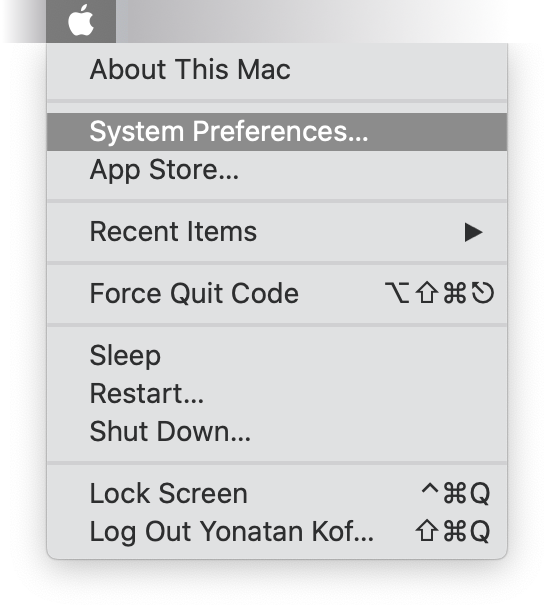 About This Mac
System Preferences...
App Store...
Recent Items ▶
Force Quit Code ⌥⇧⌘⎋
Sleep
Restart...
Shut Down...
Lock Screen ^⌘Q
Log Out Yonatan Kof... ⇧⌘Q